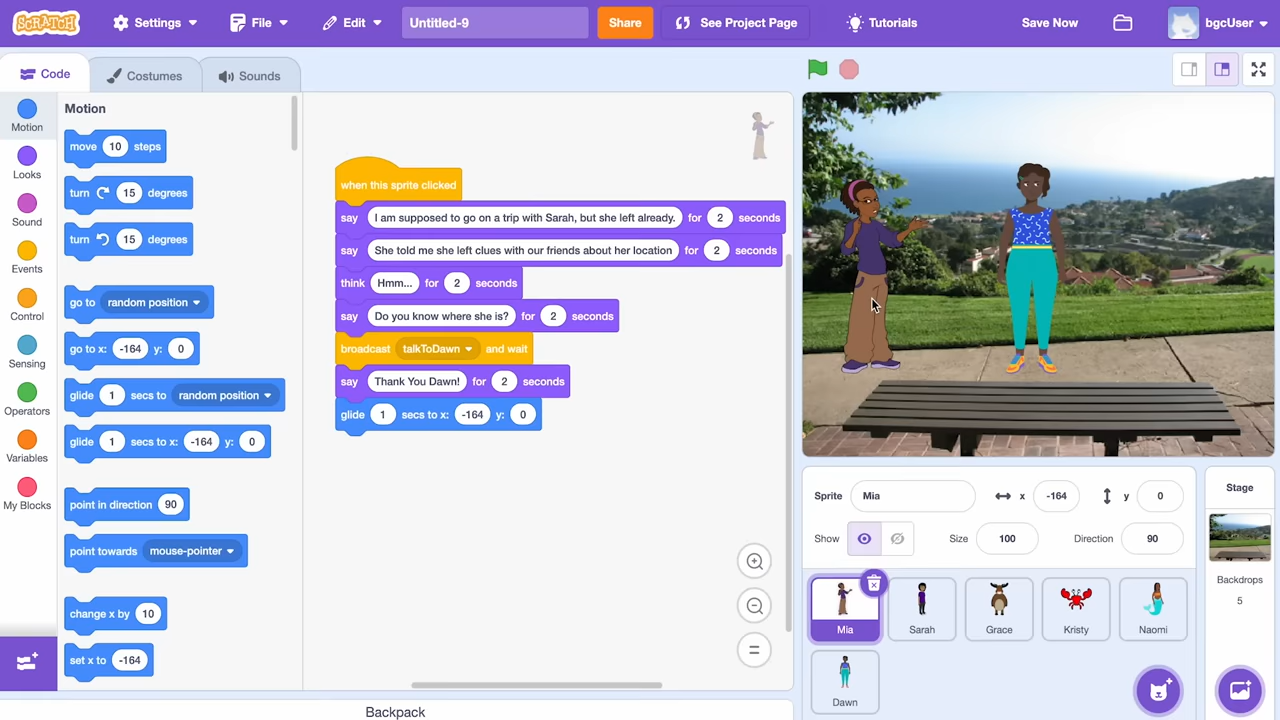 SCRATCH Settings File Edit Untitled-9 Share See Project Page Tutorials Save Now bgcUser
Code Costumes Sounds
Motion
Looks
Sound
Events
Control
Sensing
Operators
Variables
My Blocks
Motion
move 10 steps
turn 15 degrees
turn 15 degrees
go to random position
go to x: -164 y: 0
glide 1 secs to random position
glide 1 secs to x: -164 y: 0
point in direction 90
point towards mouse-pointer
change x by 10
set x to -164
when this sprite clicked
say I am supposed to go on a trip with Sarah, but she left already. for 2 seconds
say She told me she left clues with our friends about her location for 2 seconds
think Hmm... for 2 seconds
say Do you know where she is? for 2 seconds
broadcast talkToDawn and wait
say Thank You Dawn! for 2 seconds
glide 1 secs to x: -164 y: 0
Backpack
Sprite Mia x -164 y 0
Show Size 100 Direction 90
Mia Sarah Grace Kristy Naomi
Dawn
Stage
Backdrops
5